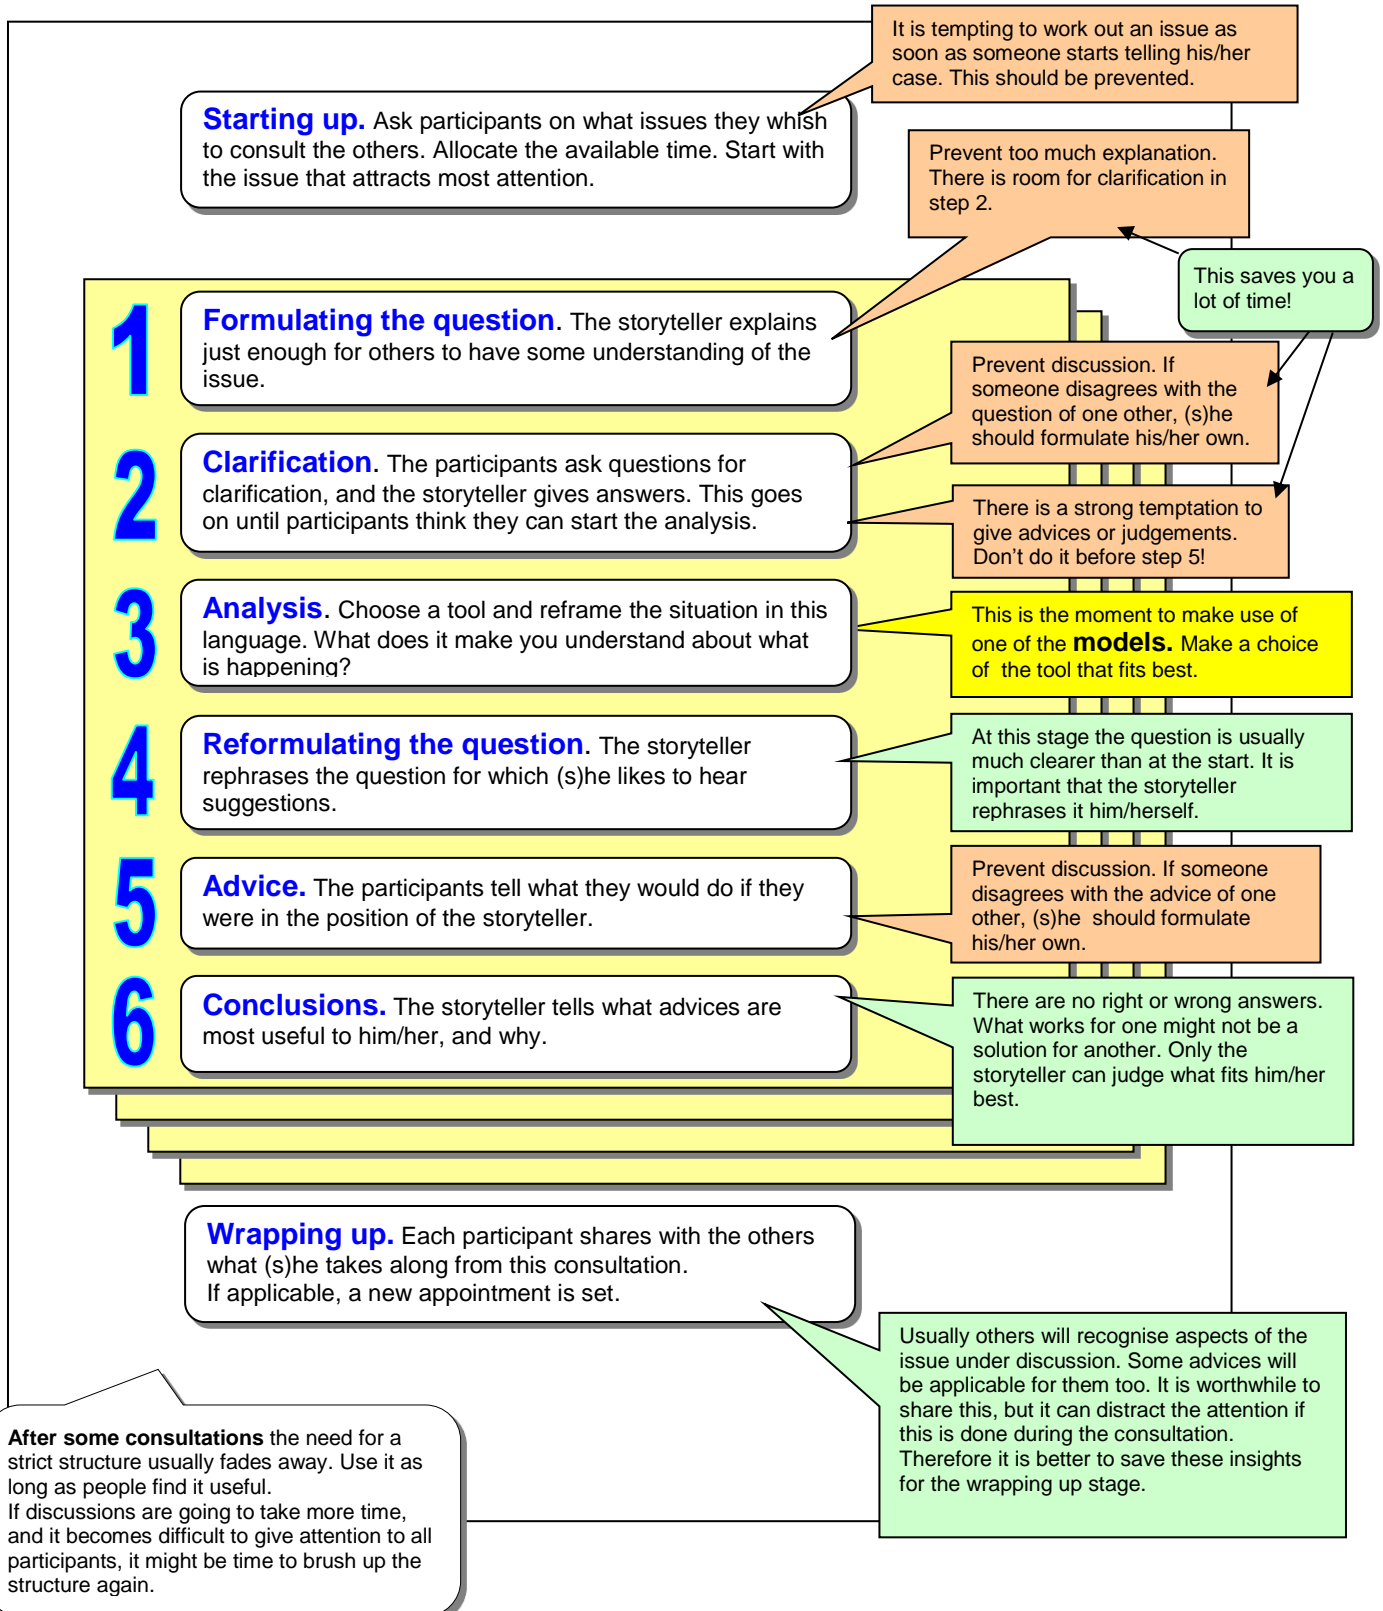 It is tempting to work out an issue as
soon as someone starts telling his/her
case. This should be prevented.
Starting up. Ask participants on what issues they whish
to consult the others. Allocate the available time. Start with
the issue that attracts most attention.
Prevent too much explanation.
There is room for clarification in
step 2.
This saves you a
lot of time!
1
Formulating the question. The storyteller explains
just enough for others to have some understanding of the
issue.
Prevent discussion. If
someone disagrees with the
question of one other, (s)he
should formulate his/her own.
2
Clarification. The participants ask questions for
clarification, and the storyteller gives answers. This goes
on until participants think they can start the analysis.
There is a strong temptation to
give advices or judgements.
Don't do it before step 5!
3
Analysis. Choose a tool and reframe the situation in this
language. What does it make you understand about what
is happening?
This is the moment to make use of
one of the models. Make a choice
of the tool that fits best.
4
Reformulating the question. The storyteller
rephrases the question for which (s)he likes to hear
suggestions.
At this stage the question is usually
much clearer than at the start. It is
important that the storyteller
rephrases it him/herself.
5
Advice. The participants tell what they would do if they
were in the position of the storyteller.
Prevent discussion. If someone
disagrees with the advice of one
other, (s)he should formulate
his/her own.
6
Conclusions. The storyteller tells what advices are
most useful to him/her, and why.
There are no right or wrong answers.
What works for one might not be a
solution for another. Only the
storyteller can judge what fits him/her
best.
Wrapping up. Each participant shares with the others
what (s)he takes along from this consultation.
If applicable, a new appointment is set.
Usually others will recognise aspects of the
issue under discussion. Some advices will
be applicable for them too. It is worthwhile to
share this, but it can distract the attention if
this is done during the consultation.
Therefore it is better to save these insights
for the wrapping up stage.
After some consultations the need for a
strict structure usually fades away. Use it as
long as people find it useful.
If discussions are going to take more time,
and it becomes difficult to give attention to all
participants, it might be time to brush up the
structure again.